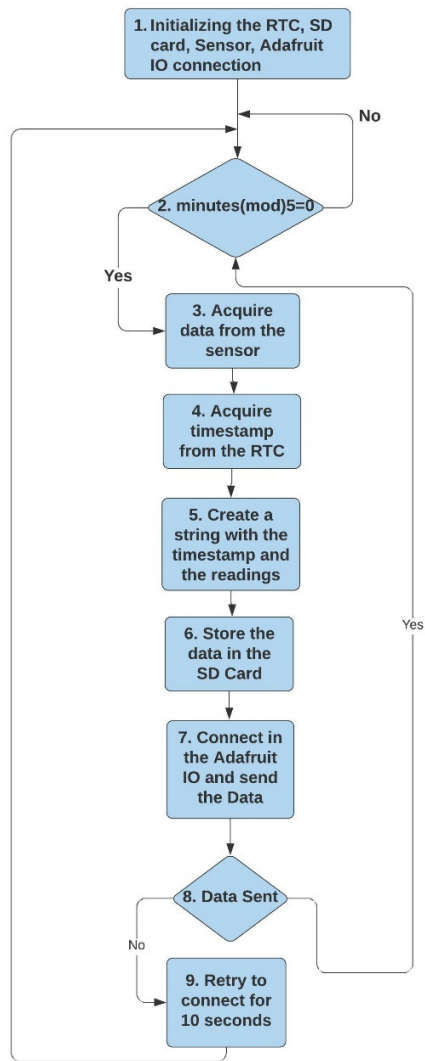 1. Initializing the RTC, SD
card, Sensor, Adafruit
IO connection
No
2. minutes(mod)5=0
Yes
3. Acquire
data from the
sensor
4. Acquire
timestamp
from the RTC
5. Create a
string with the
timestamp and
the readings
6. Store the
data in the
SD Card
Yes
7. Connect in
the Adafruit
IO and send
the Data
8. Data Sent
No
9. Retry to
connect for
10 seconds